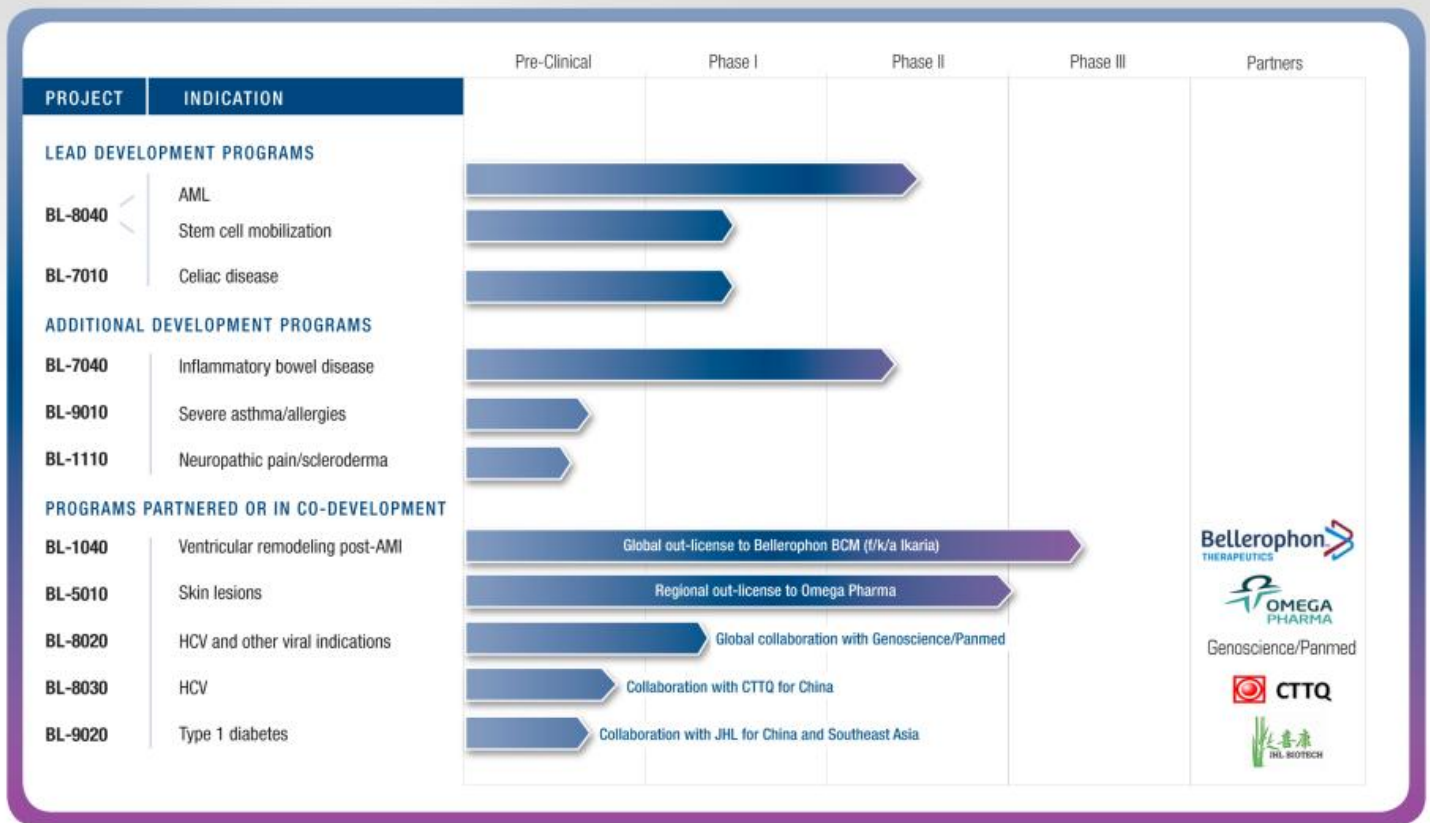 Pre-Clinical Phase I Phase II Phase III Partners
PROJECT INDICATION
LEAD DEVELOPMENT PROGRAMS
BL-8040 AML
Stem cell mobilization
BL-7010 Celiac disease
ADDITIONAL DEVELOPMENT PROGRAMS
BL-7040 Inflammatory bowel disease
BL-9010 Severe asthma/allergies
BL-1110 Neuropathic pain/scleroderma
PROGRAMS PARTNERED OR IN CO-DEVELOPMENT
BL-1040 Ventricular remodeling post-AMI Global out-license to Bellerophon BCM (f/k/a Ikaria) Bellerophon
THERAPEUTICS
BL-5010 Skin lesions Regional out-license to Omega Pharma OMEGA
PHARMA
BL-8020 HCV and other viral indications Global collaboration with Genoscience/Panmed Genoscience/Panmed
BL-8030 HCV Collaboration with CTTQ for China CTTQ
BL-9020 Type 1 diabetes Collaboration with JHL for China and Southeast Asia 喜康
JHL BIOTECH